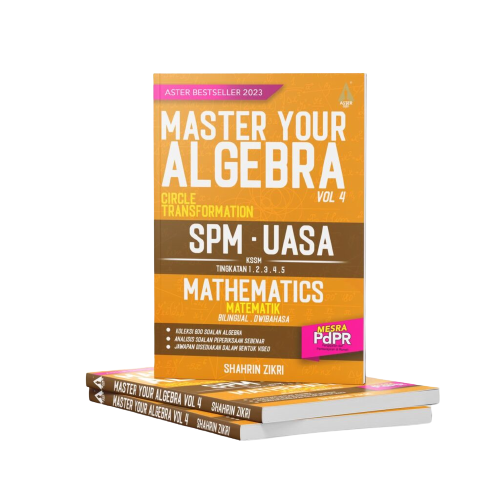 ASTER BESTSELLER 2023
MASTER YOUR
ALGEBRA
VOL 4
CIRCLE
TRANSFORMATION
SPM · UASA
KSSM
TINGKATAN 1 . 2 . 3 . 4 . 5
MATHEMATICS
MATEMATIK
BILINGUAL . DWIBAHASA
• KOLEKSI 600 SOALAN ALGEBRA
• ANALISIS SOALAN PEPERIKSAAN SEBENAR
• JAWAPAN DISEDIAKAN DALAM BENTUK VIDEO
MESRA
PdPR
SHAHRIN ZIKRI
MASTER YOUR ALGEBRA VOL 4 SHAHRIN ZIKRI
MASTER YOUR ALGEBRA VOL 4 SHAHRIN ZIKRI